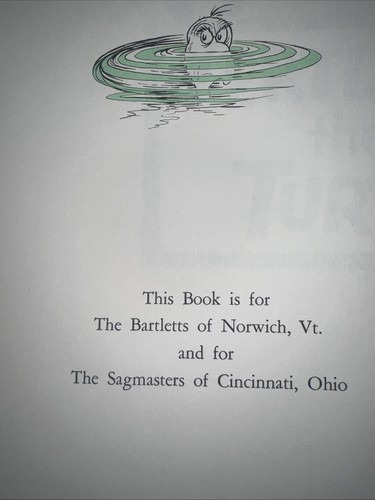 This Book is for
The Bartletts of Norwich, Vt.
and for
The Sagmasters of Cincinnati, Ohio